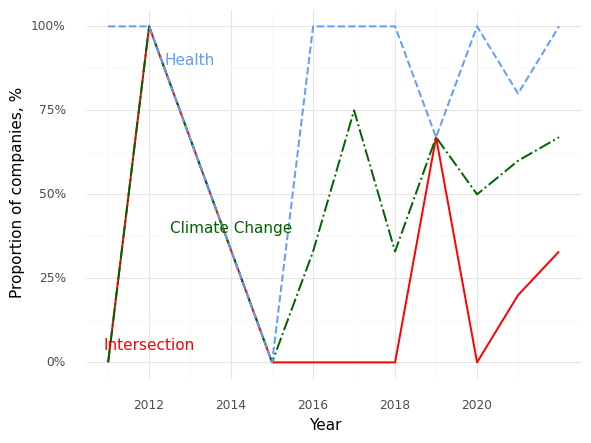 100%
Health
75%
50%
Climate Change
25%
Intersection
0%
2012 2014 2016 2018 2020
Year
Proportion of companies, %